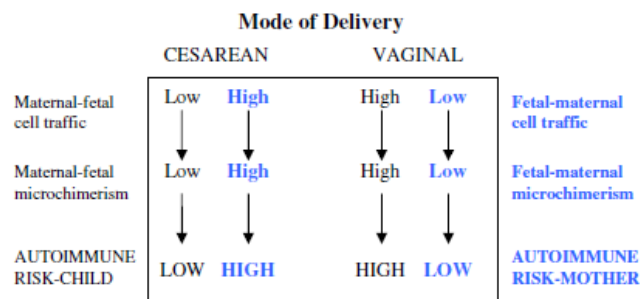 Mode of Delivery
CESAREAN VAGINAL
Maternal-fetal Low High High Low Fetal-maternal
cell traffic cell traffic
Maternal-fetal Low High High Low Fetal-maternal
microchimerism microchimerism
AUTOIMMUNE AUTOIMMUNE
RISK-CHILD LOW HIGH HIGH LOW RISK-MOTHER